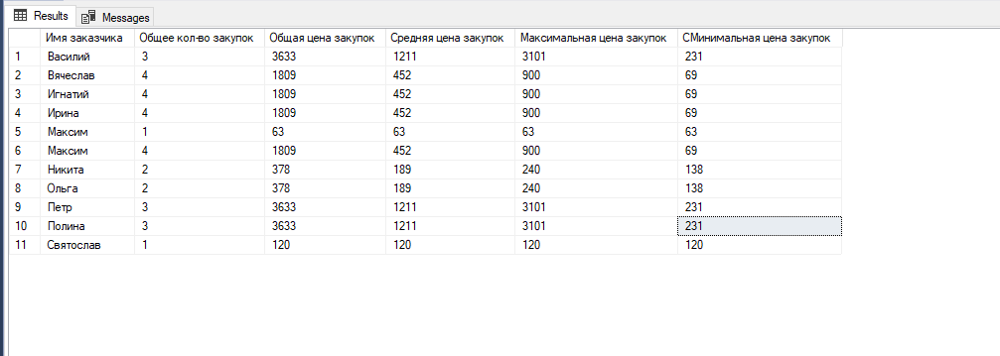 Results Messages
Имя заказчика Общее кол-во закупок Общая цена закупок Средняя цена закупок Максимальная цена закупок СМинимальная цена закупок
1 Василий 3 3633 1211 3101 231
2 Вячеслав 4 1809 452 900 69
3 Игнатий 4 1809 452 900 69
4 Ирина 4 1809 452 900 69
5 Максим 1 63 63 63 63
6 Максим 4 1809 452 900 69
7 Никита 2 378 189 240 138
8 Ольга 2 378 189 240 138
9 Петр 3 3633 1211 3101 231
10 Полина 3 3633 1211 3101 231
11 Святослав 1 120 120 120 120